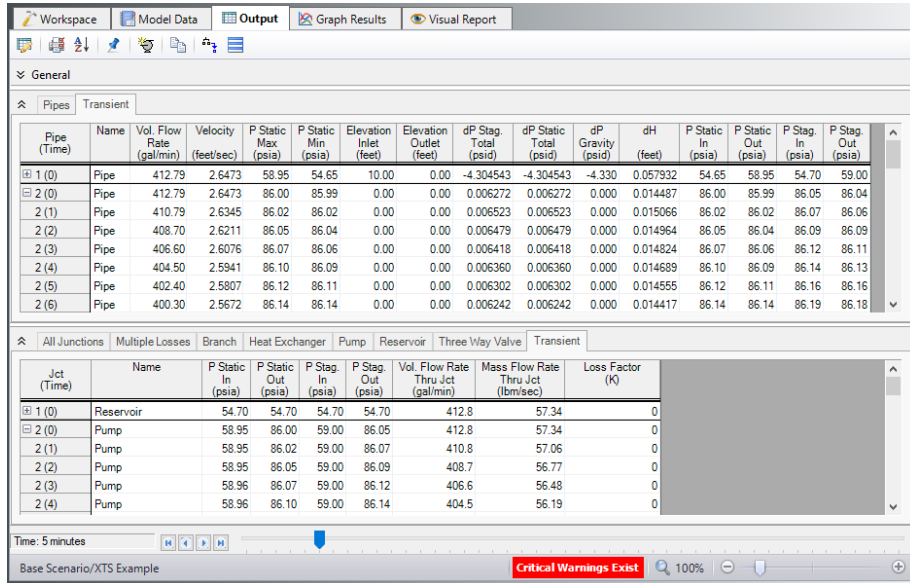 Workspace Model Data Output Graph Results Visual Report
General
Pipes Transient
Pipe (Time) Name Vol. Flow Rate (gal/min) Velocity (feet/sec) P Static Max (psia) P Static Min (psia) Elevation Inlet (feet) Elevation Outlet (feet) dP Stag. Total (psid) dP Static Total (psid) dP Gravity (psid) dH (feet) P Static In (psia) P Static Out (psia) P Stag. In (psia) P Stag. Out (psia)
1 (0) Pipe 412.79 2.6473 58.95 54.65 10.00 0.00 -4.304543 -4.304543 -4.330 0.057932 54.65 58.95 54.70 59.00
2 (0) Pipe 412.79 2.6473 86.00 85.99 0.00 0.00 0.006272 0.006272 0.000 0.014487 86.00 85.99 86.05 86.04
2 (1) Pipe 410.79 2.6345 86.02 86.02 0.00 0.00 0.006523 0.006523 0.000 0.015066 86.02 86.02 86.07 86.06
2 (2) Pipe 408.70 2.6211 86.05 86.04 0.00 0.00 0.006479 0.006479 0.000 0.014964 86.05 86.04 86.09 86.09
2 (3) Pipe 406.60 2.6076 86.07 86.06 0.00 0.00 0.006418 0.006418 0.000 0.014824 86.07 86.06 86.12 86.11
2 (4) Pipe 404.50 2.5941 86.10 86.09 0.00 0.00 0.006360 0.006360 0.000 0.014689 86.10 86.09 86.14 86.13
2 (5) Pipe 402.40 2.5807 86.12 86.11 0.00 0.00 0.006302 0.006302 0.000 0.014555 86.12 86.11 86.16 86.16
2 (6) Pipe 400.30 2.5672 86.14 86.14 0.00 0.00 0.006242 0.006242 0.000 0.014417 86.14 86.14 86.19 86.18
All Junctions Multiple Losses Branch Heat Exchanger Pump Reservoir Three Way Valve Transient
Jct (Time) Name P Static In (psia) P Static Out (psia) P Stag. In (psia) P Stag. Out (psia) Vol. Flow Rate Thru Jct (gal/min) Mass Flow Rate Thru Jct (lbm/sec) Loss Factor (K)
1 (0) Reservoir 54.70 54.70 54.70 54.70 412.8 57.34 0
2 (0) Pump 58.95 86.00 59.00 86.05 412.8 57.34 0
2 (1) Pump 58.95 86.02 59.00 86.07 410.8 57.06 0
2 (2) Pump 58.95 86.05 59.00 86.09 408.7 56.77 0
2 (3) Pump 58.96 86.07 59.00 86.12 406.6 56.48 0
2 (4) Pump 58.96 86.10 59.00 86.14 404.5 56.19 0
Time: 5 minutes
Base Scenario/XTS Example Critical Warnings Exist 100%